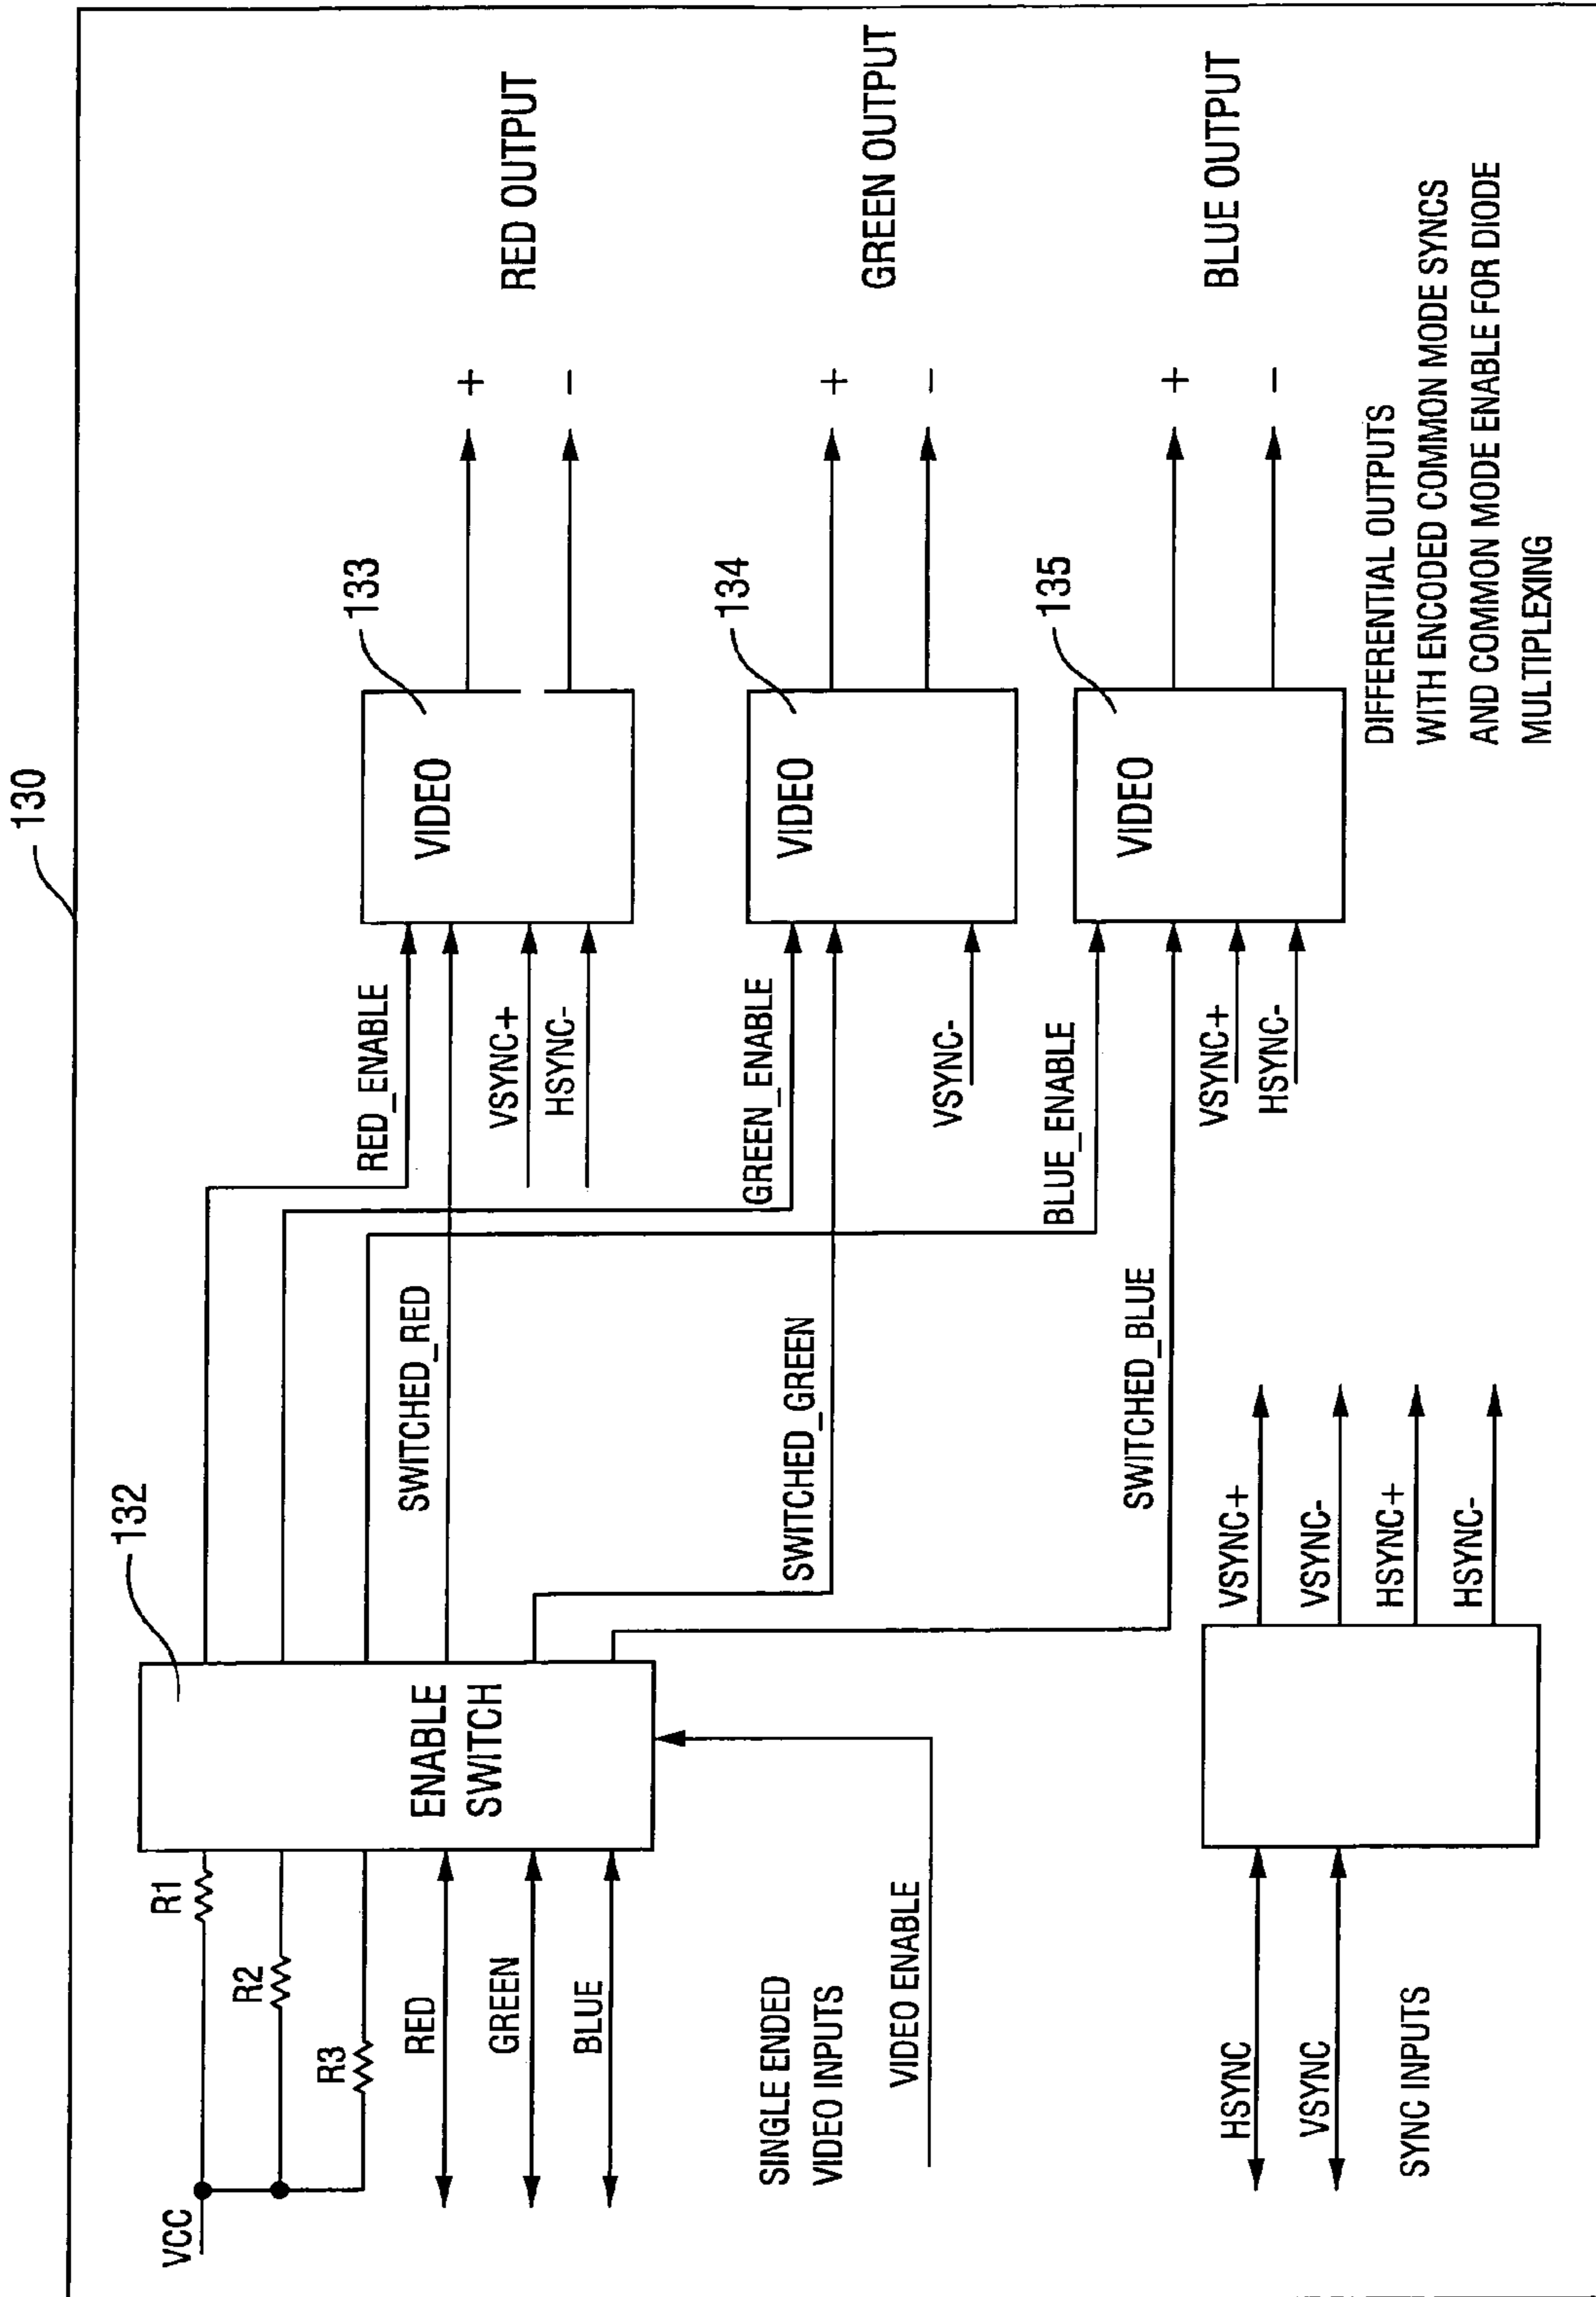 130
VCC
R1
R2
R3
RED
GREEN
BLUE
SINGLE ENDED
VIDEO INPUTS
VIDEO ENABLE
HSYNC
VSYNC
SYNC INPUTS
132
ENABLE
SWITCH
VSYNC+
VSYNC-
HSYNC+
HSYNC-
SWITCHED_RED
SWITCHED_GREEN
SWITCHED_BLUE
RED_ENABLE
VSYNC+
HSYNC-
GREEN_ENABLE
VSYNC-
BLUE_ENABLE
VSYNC+
HSYNC-
133
VIDEO
134
VIDEO
135
VIDEO
+
-
RED OUTPUT
+
-
GREEN OUTPUT
+
-
BLUE OUTPUT
DIFFERENTIAL OUTPUTS
WITH ENCODED COMMON MODE SYNCS
AND COMMON MODE ENABLE FOR DIODE
MULTIPLEXING